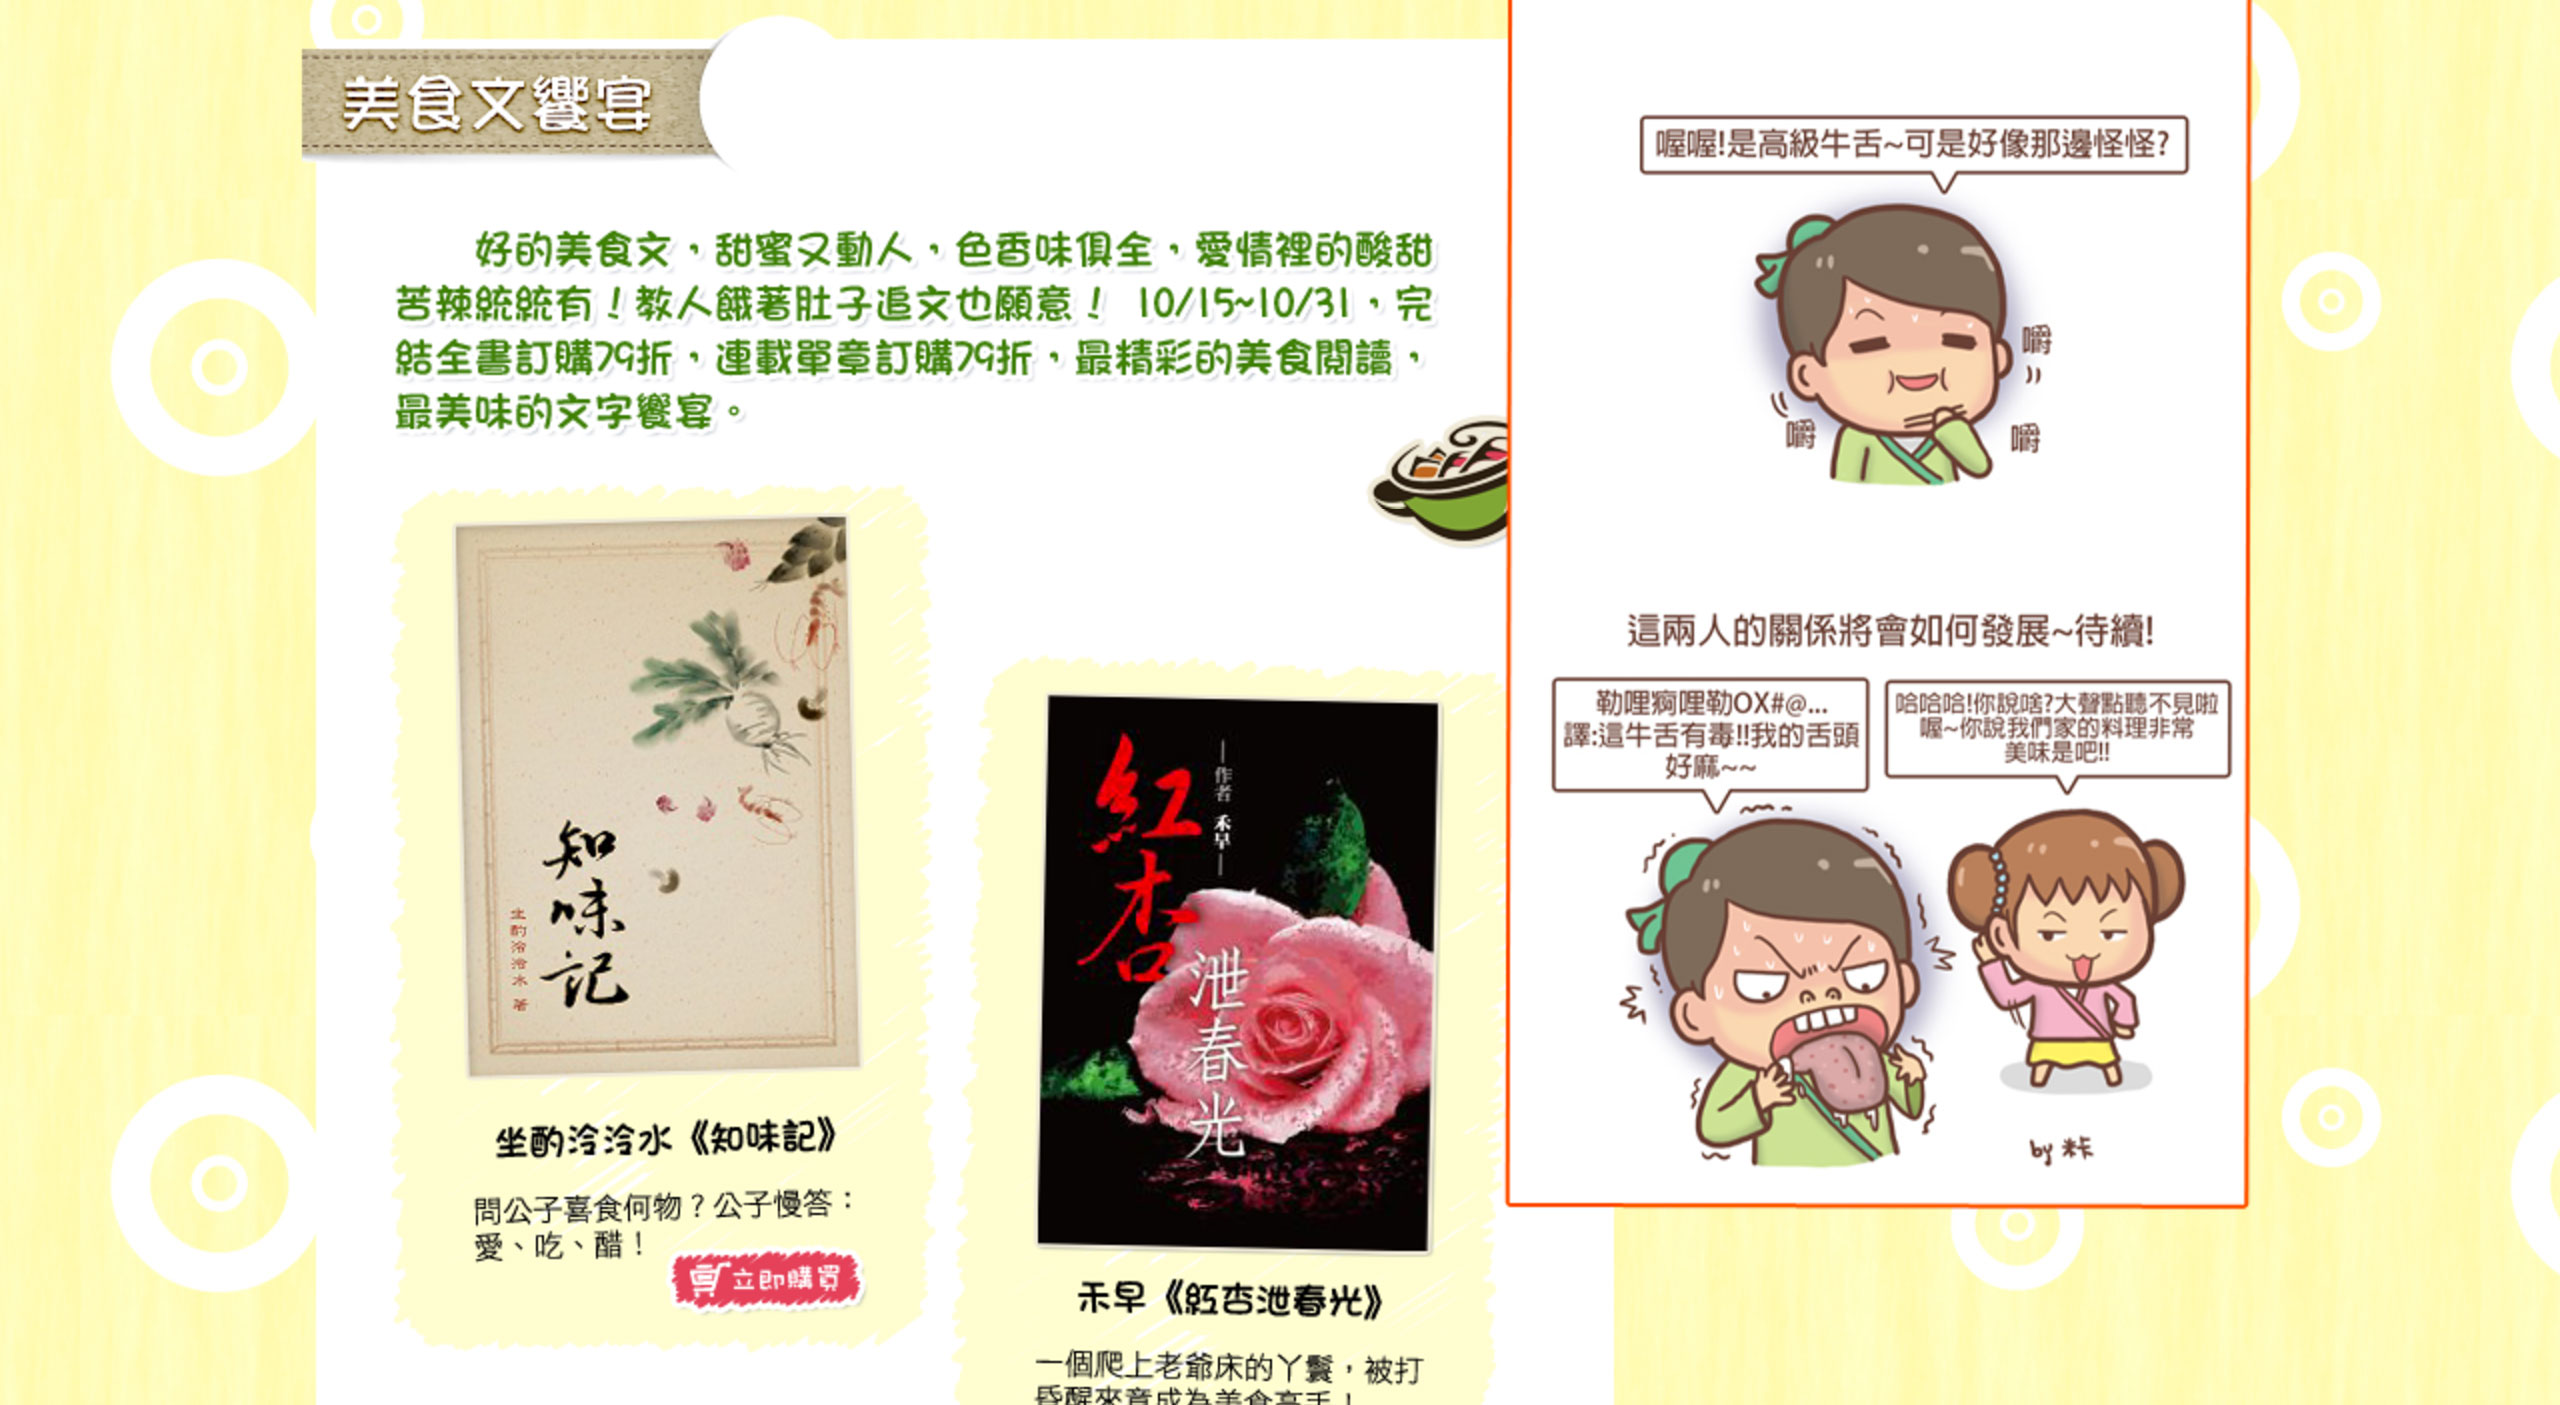 美食文饗宴
好的美食文，甜蜜又動人，色香味俱全，愛情裡的酸甜
苦辣統統有！教人餓著肚子追文也願意！ 10/15~10/31，完
結全書訂購79折，連載單章訂購79折，最精彩的美食閱讀，
最美味的文字饗宴。
知味記
坐酌泠泠水 著
坐酌泠泠水《知味記》
問公子喜食何物？公子慢答：
愛、吃、醋！
立即購買
紅杏
泄春光
—作者 禾早—
禾早《紅杏泄春光》
一個爬上老爺床的丫鬟，被打
昏醒來竟成為美食高手！
喔喔!是高級牛舌~可是好像那邊怪怪?
嚼
嚼
嚼
這兩人的關係將會如何發展~待續!
勒哩痾哩勒OX#@...
譯:這牛舌有毒!!我的舌頭
好麻~~
哈哈哈!你說啥?大聲點聽不見啦
喔~你說我們家的料理非常
美味是吧!!
by 米卡